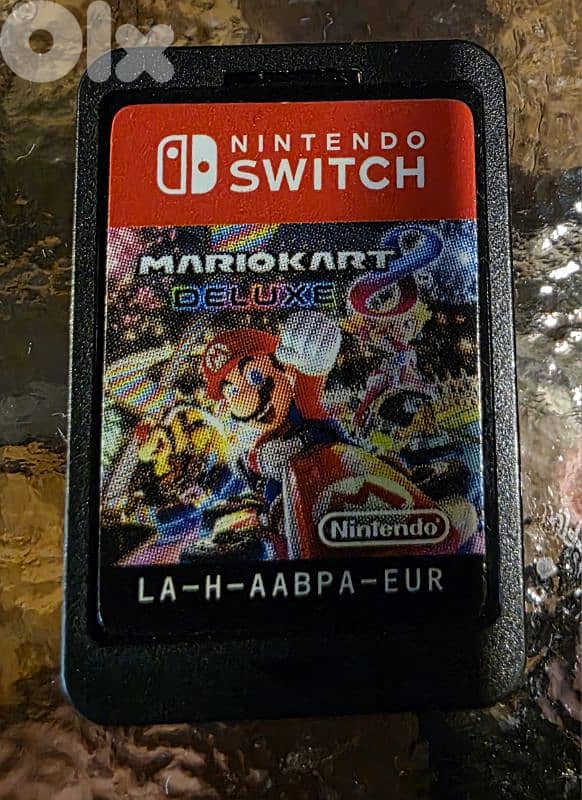 olx
NINTENDO
SWITCH
MARIOKART 8
DELUXE
Nintendo
LA-H-AABPA-EUR